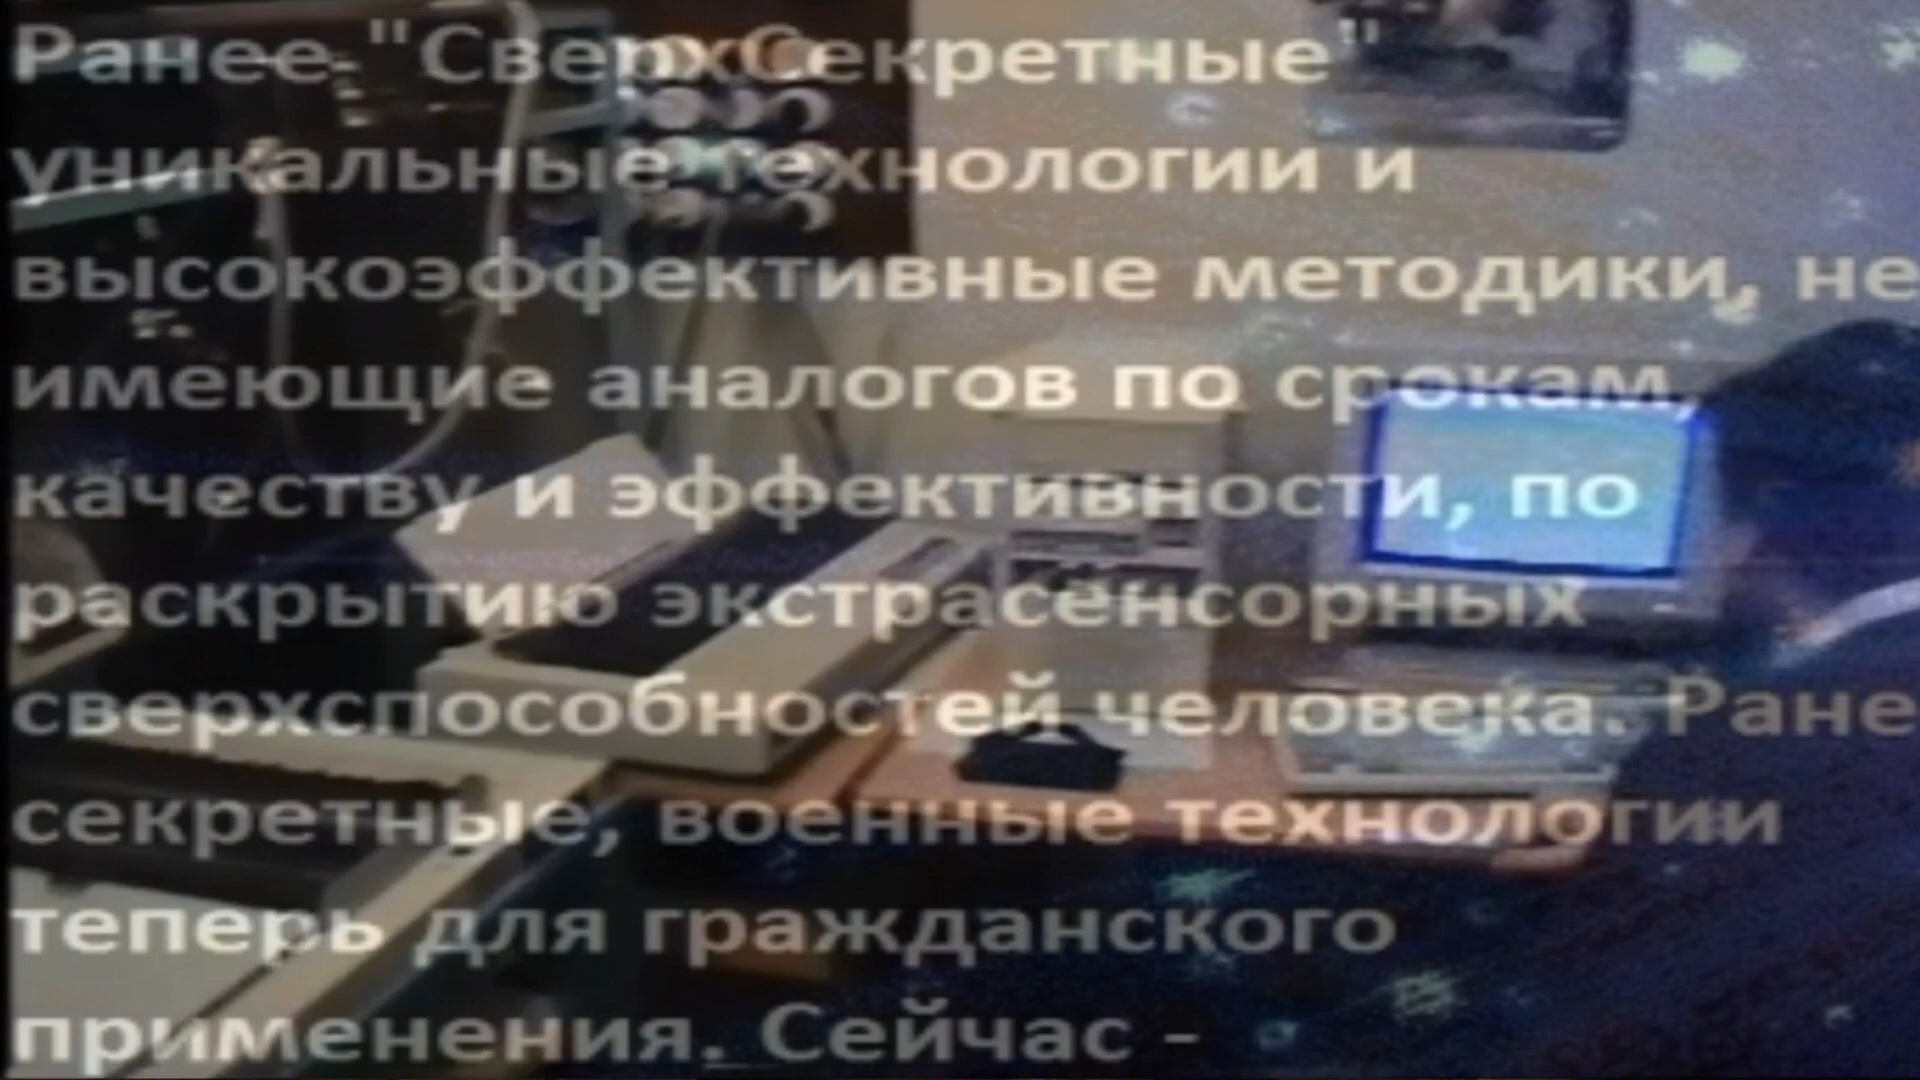 Ранее "СверхСекретные"
уникальные технологии и
высокоэффективные методики, не
имеющие аналогов по срокам,
качеству и эффективности, по
раскрытию экстрасенсорных
сверхспособностей человека. Ране
секретные, военные технологии
теперь для гражданского
применения. Сейчас -